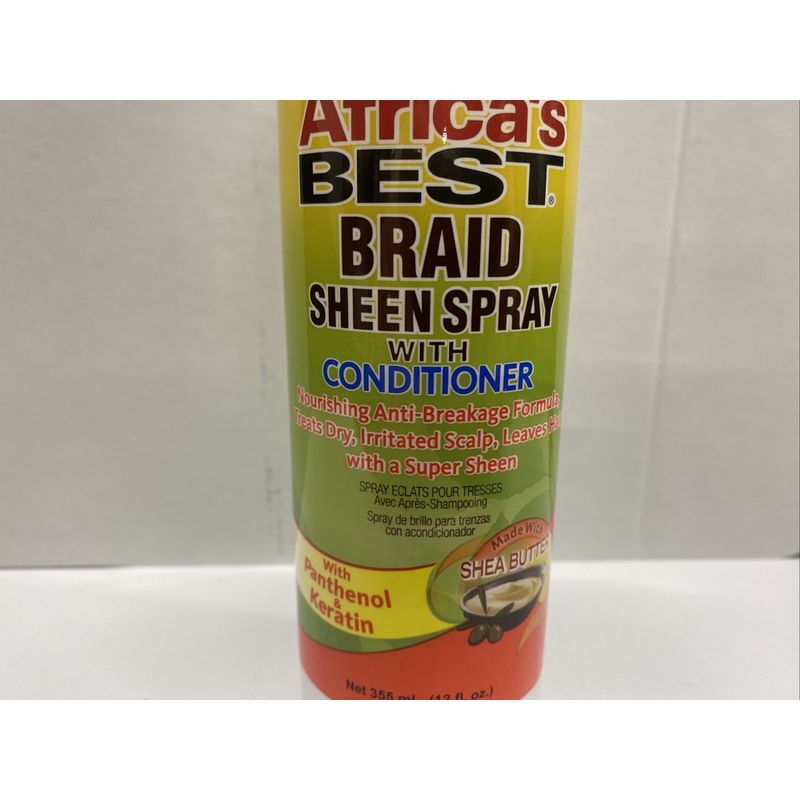 Africa's
BEST®
BRAID
SHEEN SPRAY
WITH
CONDITIONER
Nourishing Anti-Breakage Formula,
Treats Dry, Irritated Scalp, Leaves
with a Super Sheen
SPRAY ECLATS POUR TRESSES
Avec Après-Shampooing
Spray de brillo para trenzas
con acondicionador
Made With
SHEA BUTTER
With
Panthenol
&
Keratin
Net 355 mL (12 fl. oz.)